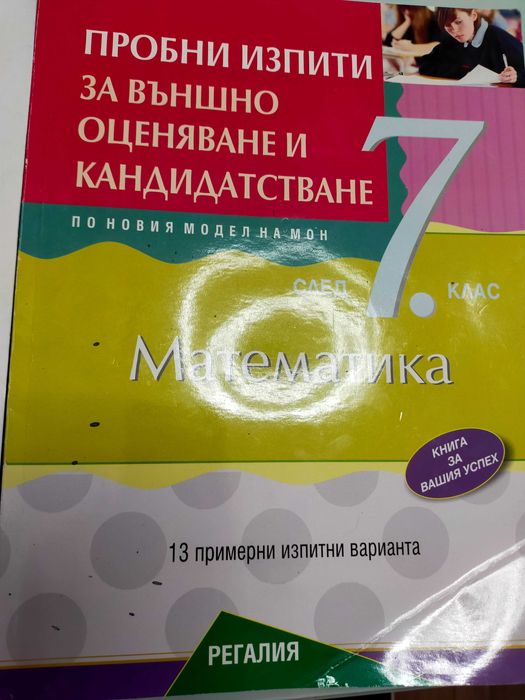 ПРОБНИ ИЗПИТИ
ЗА ВЪНШНО
ОЦЕНЯВАНЕ И
КАНДИДАТСТВАНЕ
ПО НОВИЯ МОДЕЛ НА МОН
СЛЕД 7. КЛАС
Математика
КНИГА
ЗА
ВАШИЯ УСПЕХ
13 примерни изпитни варианта
РЕГАЛИЯ